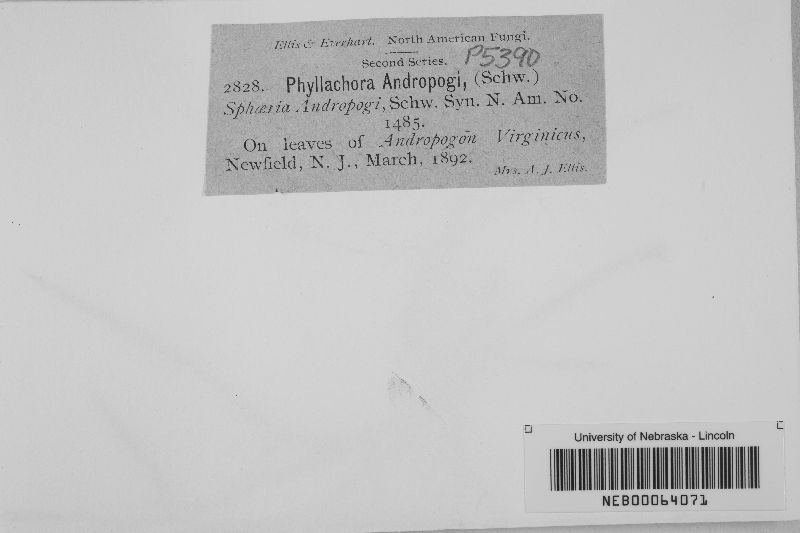 Ellis & Everhart. North American Fungi.
Second Series. P5390
2828. Phyllachora Andropogi, (Schw.)
Sphæria Andropogi, Schw. Syn. N. Am. No.
1485.
On leaves of Andropogon Virginicus,
Newfield, N. J., March, 1892.
Mrs. A. J. Ellis.
University of Nebraska - Lincoln
NEB00064071